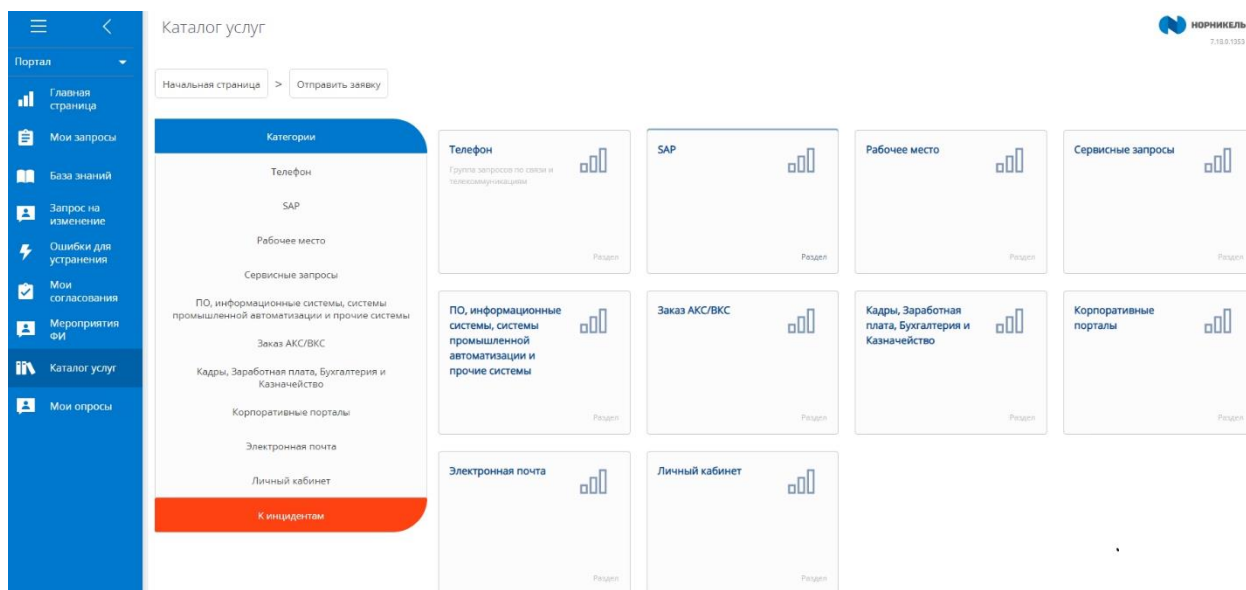 Каталог услуг
НОРНИКЕЛЬ
7.18.0.1353
Портал
Главная
страница
Мои запросы
База знаний
Запрос на
изменение
Ошибки для
устранения
Мои
согласования
Мероприятия
ФИ
Каталог услуг
Мои опросы
Начальная страница > Отправить заявку
Категории
Телефон
SAP
Рабочее место
Сервисные запросы
ПО, информационные системы, системы
промышленной автоматизации и прочие системы
Заказ АКС/ВКС
Кадры, Заработная плата, Бухгалтерия и
Казначейство
Корпоративные порталы
Электронная почта
Личный кабинет
К инцидентам
Телефон
Группа запросов по связи и
телекоммуникациям
Раздел
SAP
Раздел
Рабочее место
Раздел
Сервисные запросы
Раздел
ПО, информационные
системы, системы
промышленной
автоматизации и
прочие системы
Раздел
Заказ АКС/ВКС
Раздел
Кадры, Заработная
плата, Бухгалтерия и
Казначейство
Раздел
Корпоративные
порталы
Раздел
Электронная почта
Раздел
Личный кабинет
Раздел